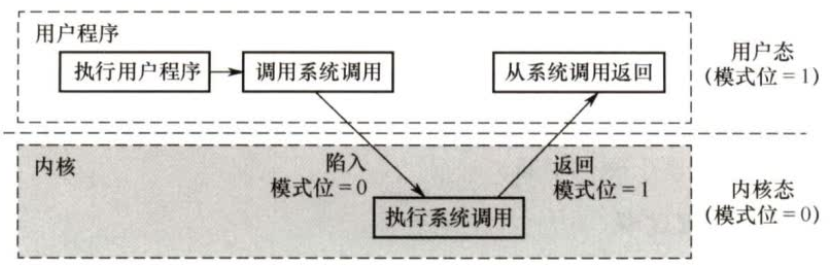 用户程序
执行用户程序
调用系统调用
从系统调用返回
用户态
(模式位=1)
内核
陷入
模式位=0
返回
模式位=1
执行系统调用
内核态
(模式位=0)